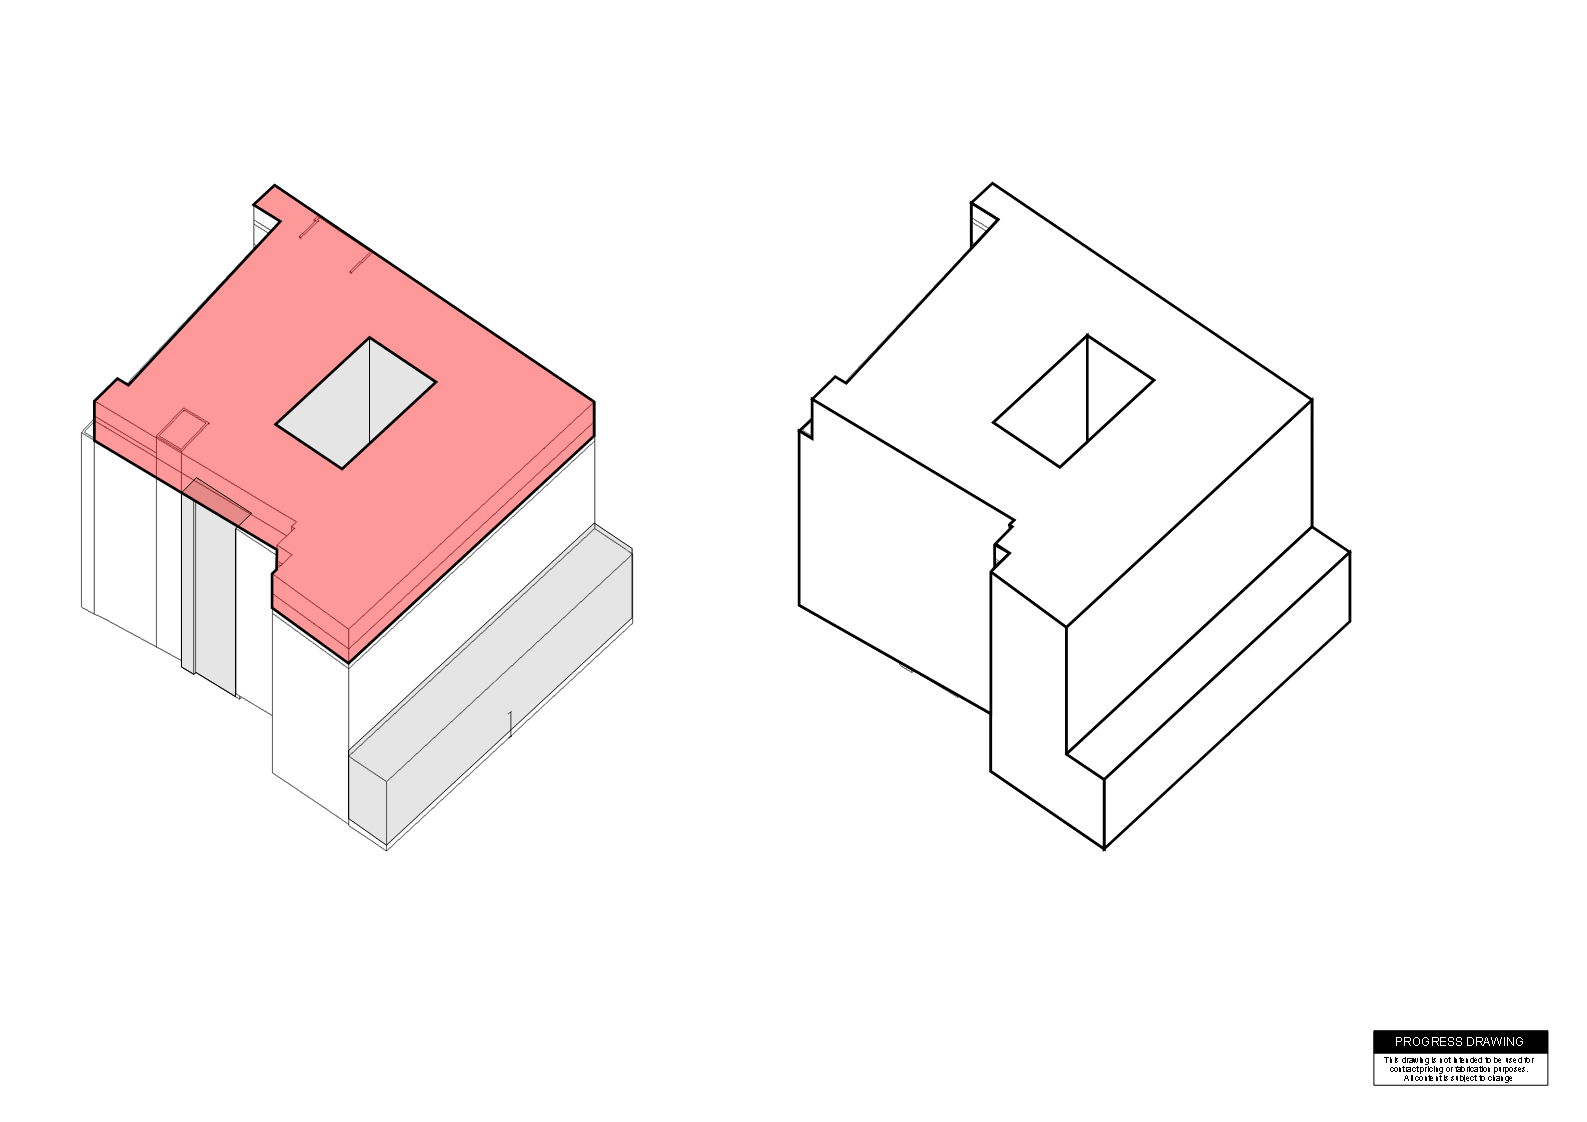 PROGRESS DRAWING
This drawing is not intended to be used for
contract pricing or fabrication purposes.
All content is subject to change